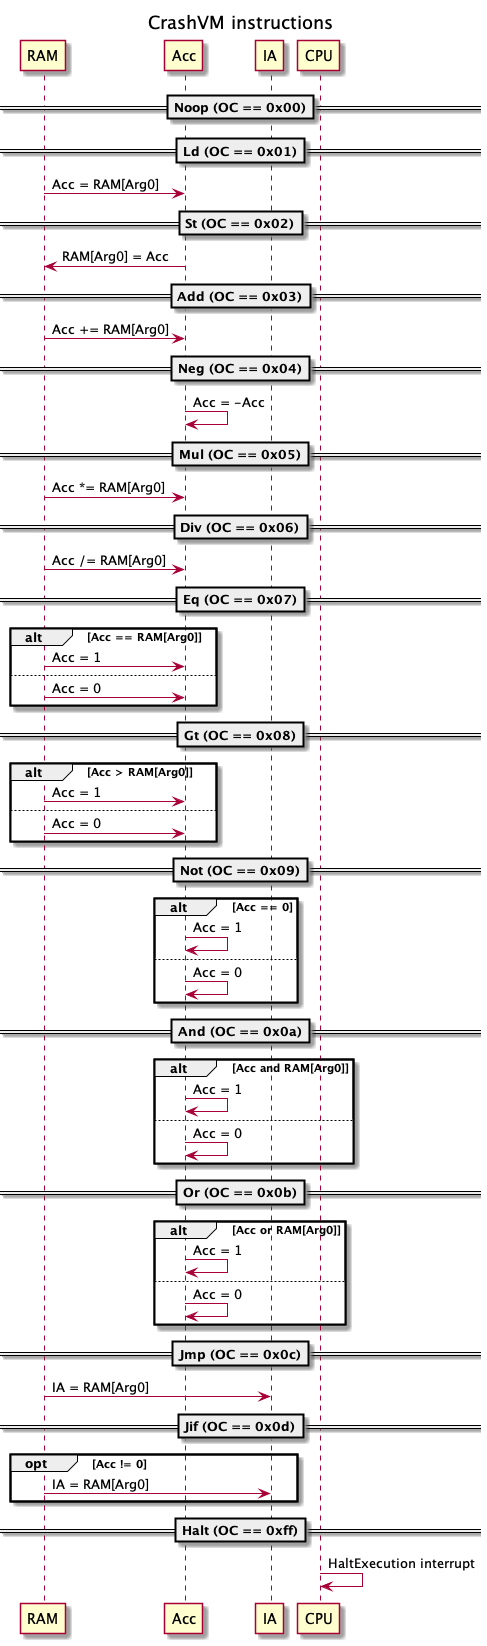 CrashVM instructions
RAM Acc IA CPU
Noop (OC == 0x00)
Ld (OC == 0x01)
Acc = RAM[Arg0]
St (OC == 0x02)
RAM[Arg0] = Acc
Add (OC == 0x03)
Acc += RAM[Arg0]
Neg (OC == 0x04)
Acc = -Acc
Mul (OC == 0x05)
Acc *= RAM[Arg0]
Div (OC == 0x06)
Acc /= RAM[Arg0]
Eq (OC == 0x07)
alt [Acc == RAM[Arg0]]
Acc = 1
Acc = 0
Gt (OC == 0x08)
alt [Acc > RAM[Arg0]]
Acc = 1
Acc = 0
Not (OC == 0x09)
alt [Acc == 0]
Acc = 1
Acc = 0
And (OC == 0x0a)
alt [Acc and RAM[Arg0]]
Acc = 1
Acc = 0
Or (OC == 0x0b)
alt [Acc or RAM[Arg0]]
Acc = 1
Acc = 0
Jmp (OC == 0x0c)
IA = RAM[Arg0]
Jif (OC == 0x0d)
opt [Acc != 0]
IA = RAM[Arg0]
Halt (OC == 0xff)
HaltExecution interrupt
RAM Acc IA CPU